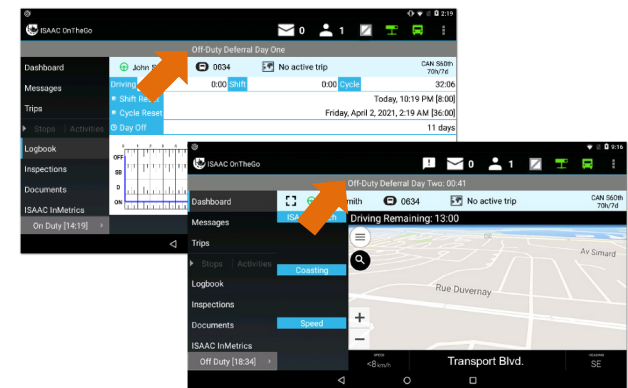 2:19
ISAAC OnTheGo
0
1
Off-Duty Deferral Day One
Dashboard
John S
0634
No active trip
CAN S60th
70h/7d
Messages
Driving
0:00
Shift
0:00
Cycle
32:06
Trips
Shift Reset
Today, 10:19 PM [8:00]
Cycle Reset
Friday, April 2, 2021, 2:19 AM [36:00]
Stops
Activities
Day Off
11 days
Logbook
OFF
SB
D
ON
Inspections
Documents
ISAAC InMetrics
On Duty [14:19]
9:16
ISAAC OnTheGo
0
1
Off-Duty Deferral Day Two: 00:41
Dashboard
mith
0634
No active trip
CAN S60th
70h/7d
Messages
Driving Remaining: 13:00
Trips
Av Simard
Stops
Activities
Coasting
Logbook
Rue Duvernay
Inspections
Documents
Speed
ISAAC InMetrics
Off Duty [18:34]
<8 km/h
Transport Blvd.
SE